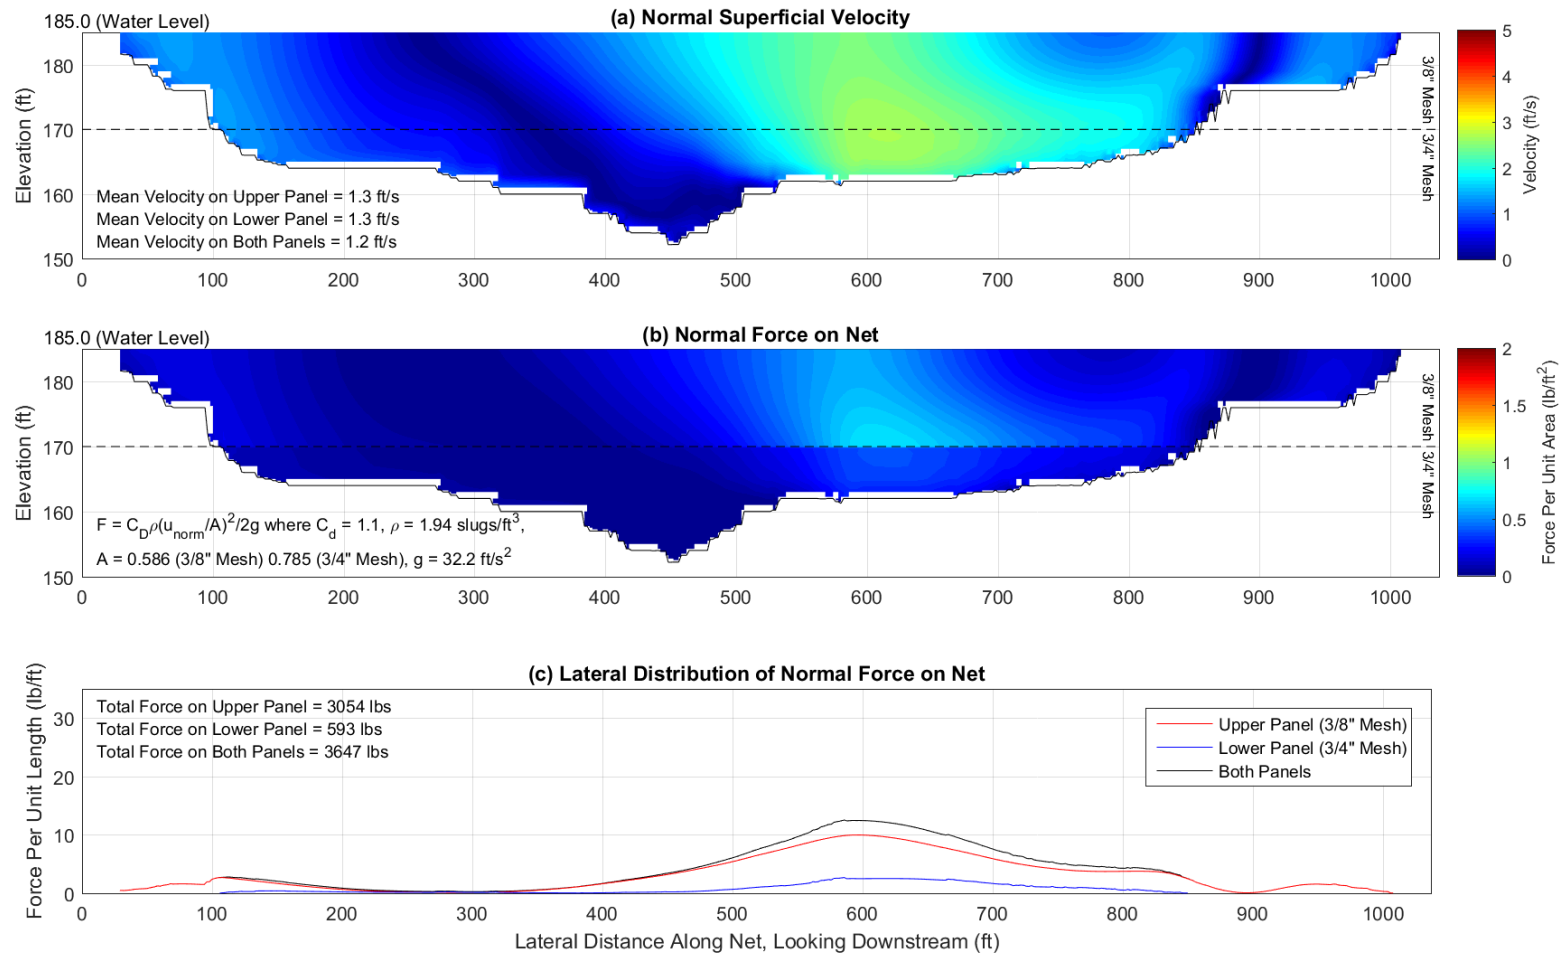 (a) Normal Superficial Velocity
185.0 (Water Level)
180
170
160
150
Elevation (ft)
Mean Velocity on Upper Panel = 1.3 ft/s
Mean Velocity on Lower Panel = 1.3 ft/s
Mean Velocity on Both Panels = 1.2 ft/s
3/8" Mesh
3/4" Mesh
0 100 200 300 400 500 600 700 800 900 1000
5
4
3
2
1
0
Velocity (ft/s)
(b) Normal Force on Net
185.0 (Water Level)
180
170
160
150
Elevation (ft)
F = C_Dρ(u_norm/A)^2/2g where C_d = 1.1, ρ = 1.94 slugs/ft^3,
A = 0.586 (3/8" Mesh) 0.785 (3/4" Mesh), g = 32.2 ft/s^2
3/8" Mesh
3/4" Mesh
0 100 200 300 400 500 600 700 800 900 1000
2
1.5
1
0.5
0
Force Per Unit Area (lb/ft^2)
(c) Lateral Distribution of Normal Force on Net
30
20
10
0
Force Per Unit Length (lb/ft)
Total Force on Upper Panel = 3054 lbs
Total Force on Lower Panel = 593 lbs
Total Force on Both Panels = 3647 lbs
Upper Panel (3/8" Mesh)
Lower Panel (3/4" Mesh)
Both Panels
0 100 200 300 400 500 600 700 800 900 1000
Lateral Distance Along Net, Looking Downstream (ft)